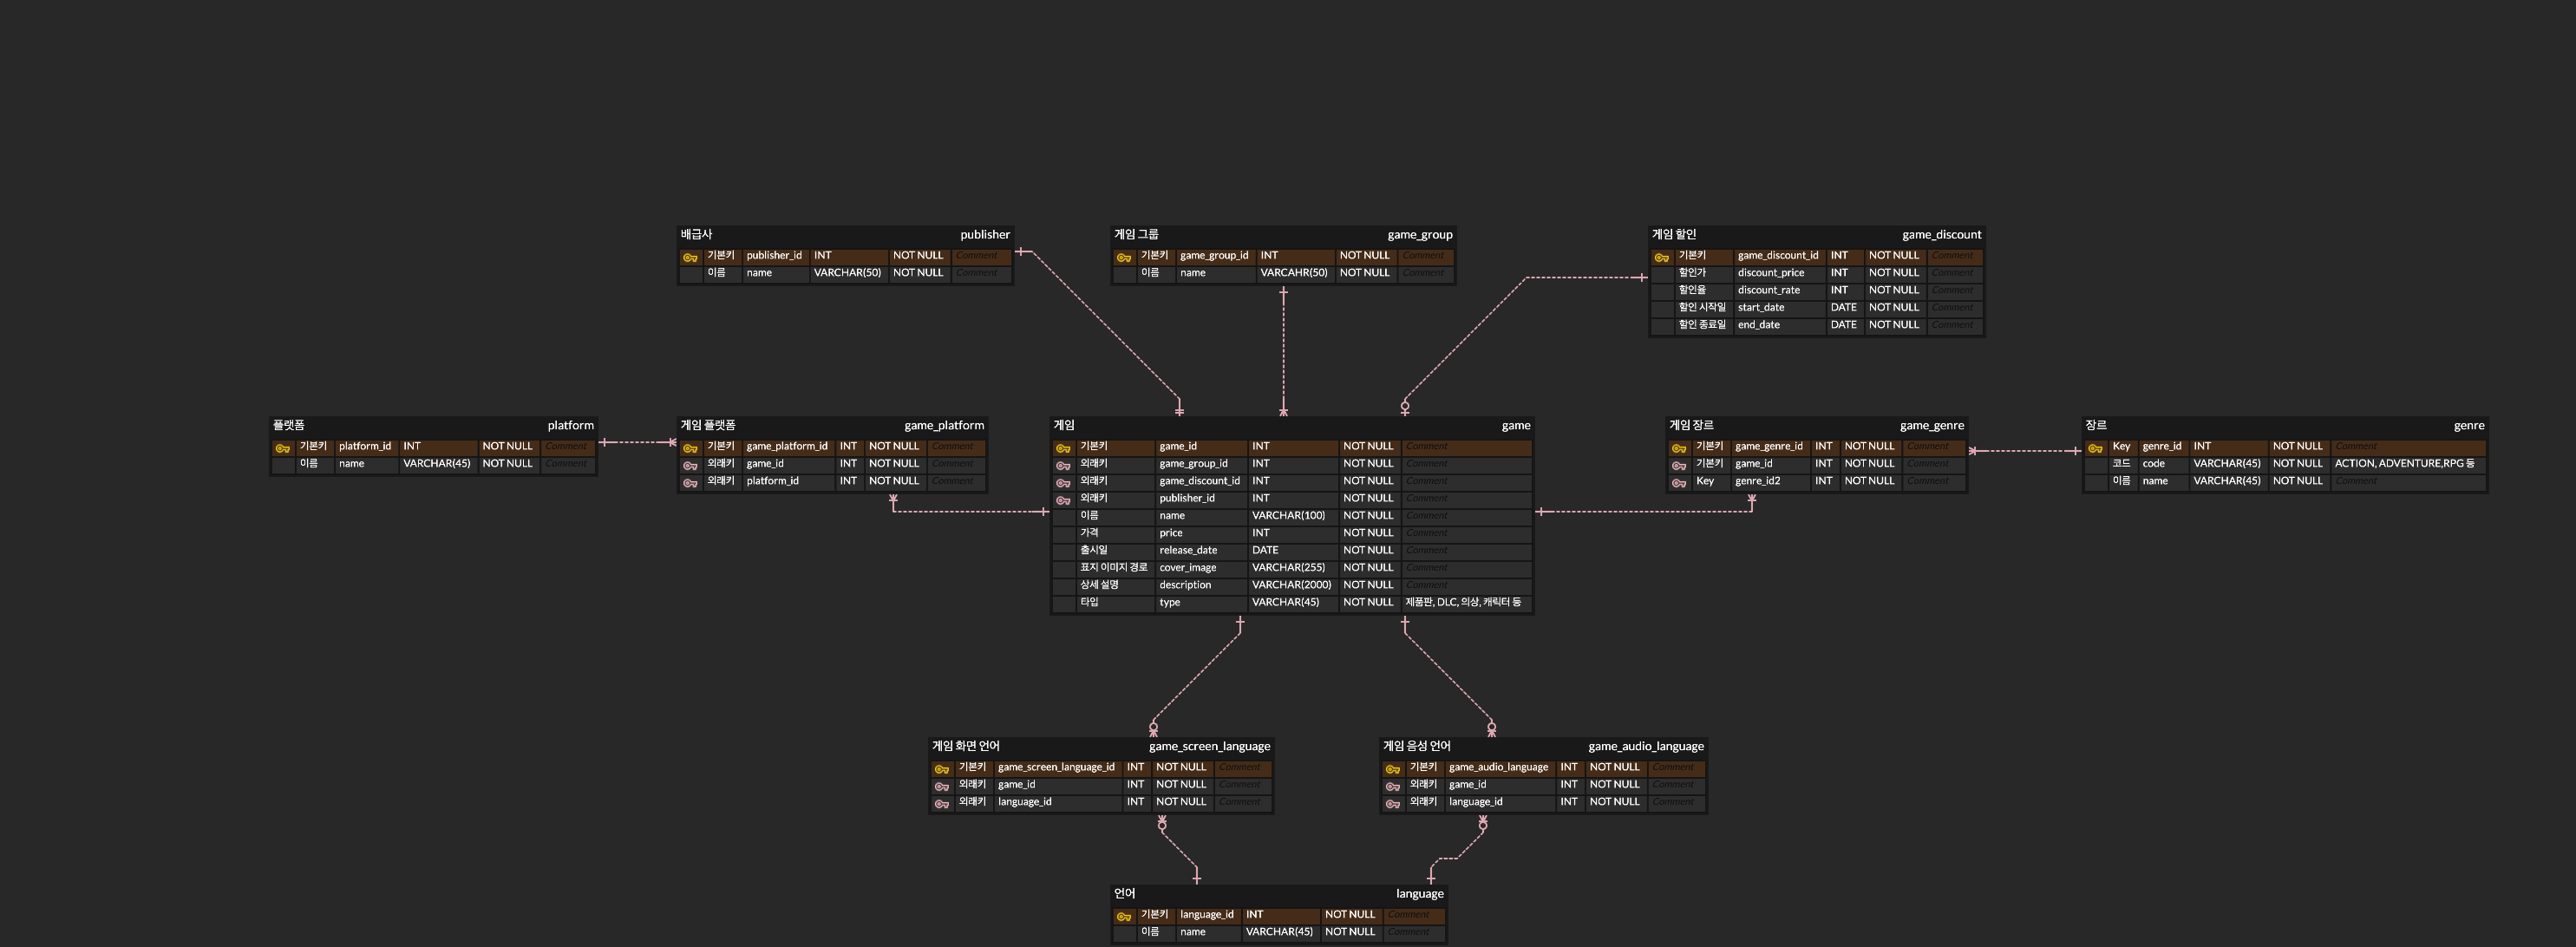 배급사 publisher
기본키 publisher_id INT NOT NULL Comment
이름 name VARCHAR(50) NOT NULL Comment
게임 그룹 game_group
기본키 game_group_id INT NOT NULL Comment
이름 name VARCAHR(50) NOT NULL Comment
게임 할인 game_discount
기본키 game_discount_id INT NOT NULL Comment
할인가 discount_price INT NOT NULL Comment
할인율 discount_rate INT NOT NULL Comment
할인 시작일 start_date DATE NOT NULL Comment
할인 종료일 end_date DATE NOT NULL Comment
플랫폼 platform
기본키 platform_id INT NOT NULL Comment
이름 name VARCHAR(45) NOT NULL Comment
게임 플랫폼 game_platform
기본키 game_platform_id INT NOT NULL Comment
외래키 game_id INT NOT NULL Comment
외래키 platform_id INT NOT NULL Comment
게임 game
기본키 game_id INT NOT NULL Comment
외래키 game_group_id INT NOT NULL Comment
외래키 game_discount_id INT NOT NULL Comment
외래키 publisher_id INT NOT NULL Comment
이름 name VARCHAR(100) NOT NULL Comment
가격 price INT NOT NULL Comment
출시일 release_date DATE NOT NULL Comment
표지 이미지 경로 cover_image VARCHAR(255) NOT NULL Comment
상세 설명 description VARCHAR(2000) NOT NULL Comment
타입 type VARCHAR(45) NOT NULL 제품판, DLC, 의상, 캐릭터 등
게임 장르 game_genre
기본키 game_genre_id INT NOT NULL Comment
기본키 game_id INT NOT NULL Comment
Key genre_id2 INT NOT NULL Comment
장르 genre
Key genre_id INT NOT NULL Comment
코드 code VARCHAR(45) NOT NULL ACTION, ADVENTURE,RPG 등
이름 name VARCHAR(45) NOT NULL Comment
게임 화면 언어 game_screen_language
기본키 game_screen_language_id INT NOT NULL Comment
외래키 game_id INT NOT NULL Comment
외래키 language_id INT NOT NULL Comment
게임 음성 언어 game_audio_language
기본키 game_audio_language INT NOT NULL Comment
외래키 game_id INT NOT NULL Comment
외래키 language_id INT NOT NULL Comment
언어 language
기본키 language_id INT NOT NULL Comment
이름 name VARCHAR(45) NOT NULL Comment